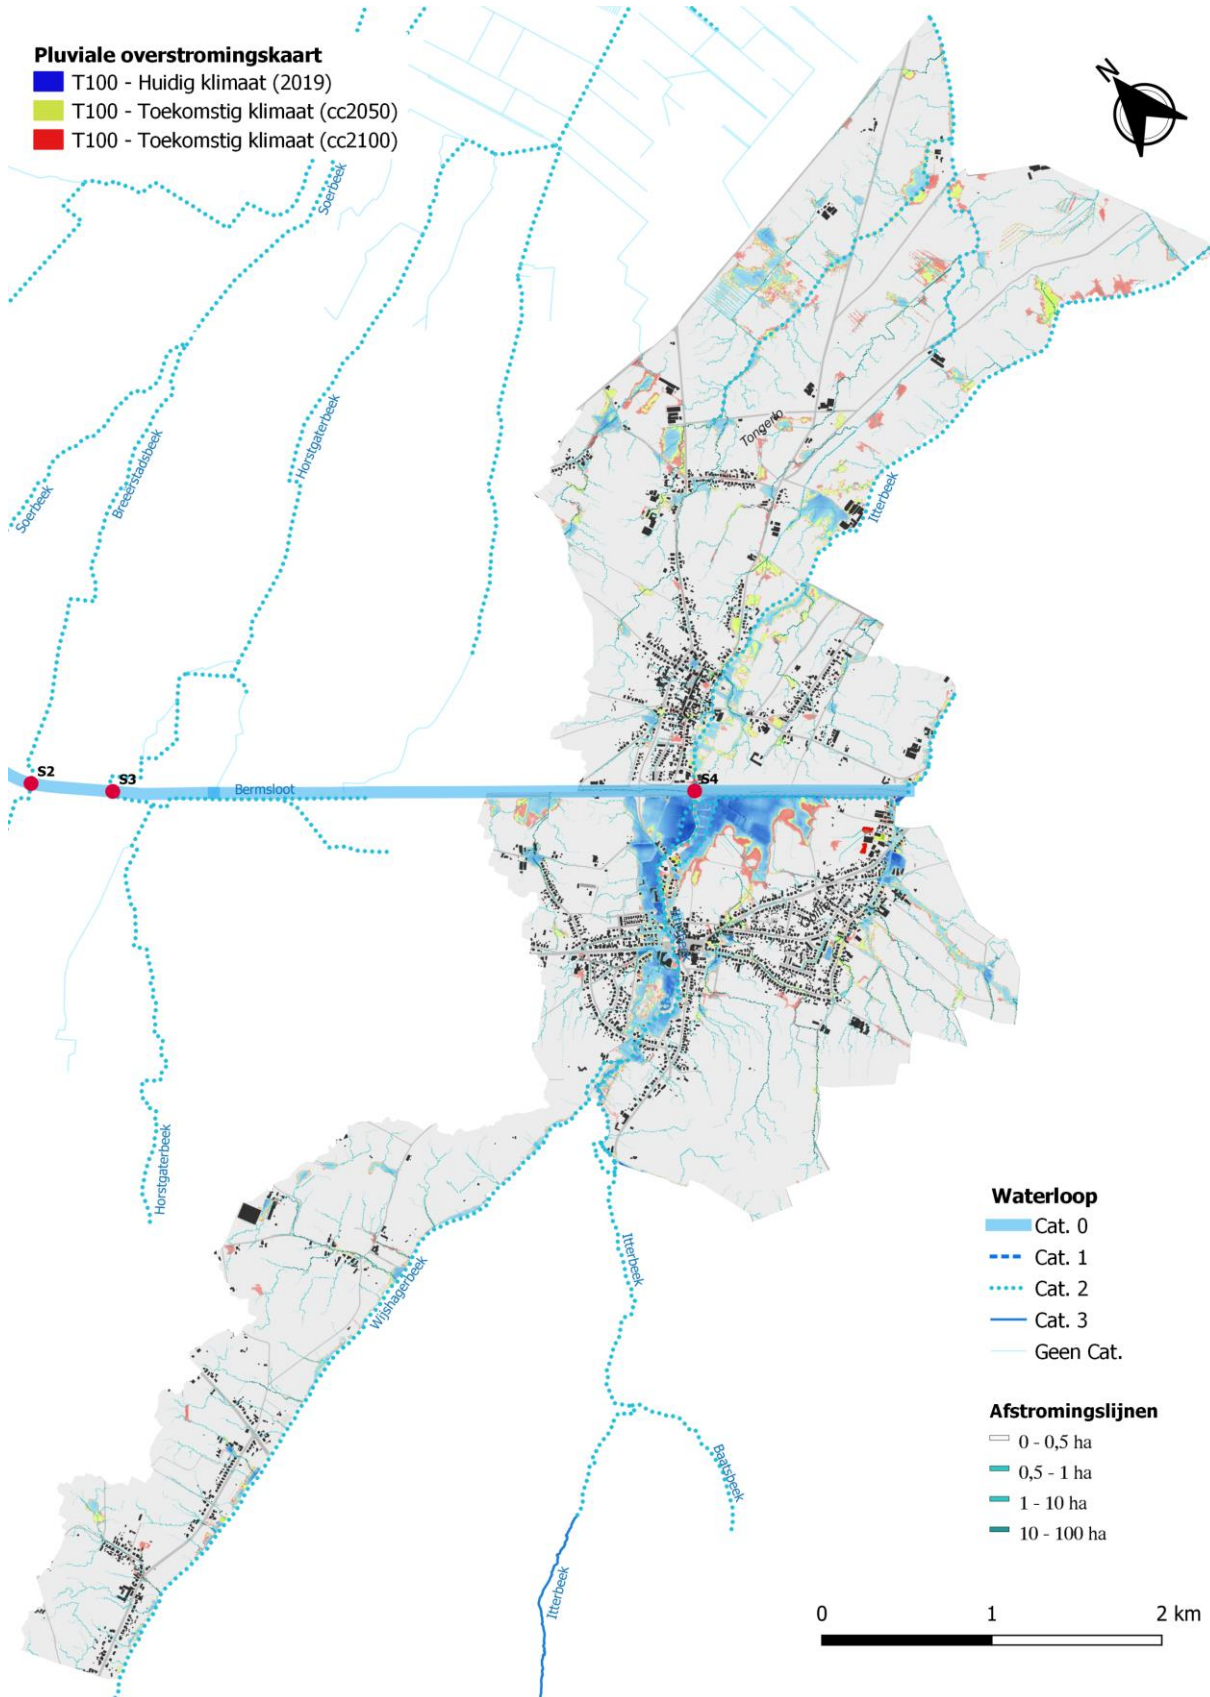 Pluviale overstromingskaart
T100 - Huidig klimaat (2019)
T100 - Toekomstig klimaat (cc2050)
T100 - Toekomstig klimaat (cc2100)
N
Soerbeek
Horstgaterbeek
Breeerstadsbeek
Soerbeek
Tongerlo
Itterbeek
S2
S3
S4
Bermsloot
Opitter
Itterbeek
Horstgaterbeek
Wijshagerbeek
Itterbeek
Baatsbeek
Itterbeek
Waterloop
Cat. 0
Cat. 1
Cat. 2
Cat. 3
Geen Cat.
Afstromingslijnen
0 - 0,5 ha
0,5 - 1 ha
1 - 10 ha
10 - 100 ha
0 1 2 km